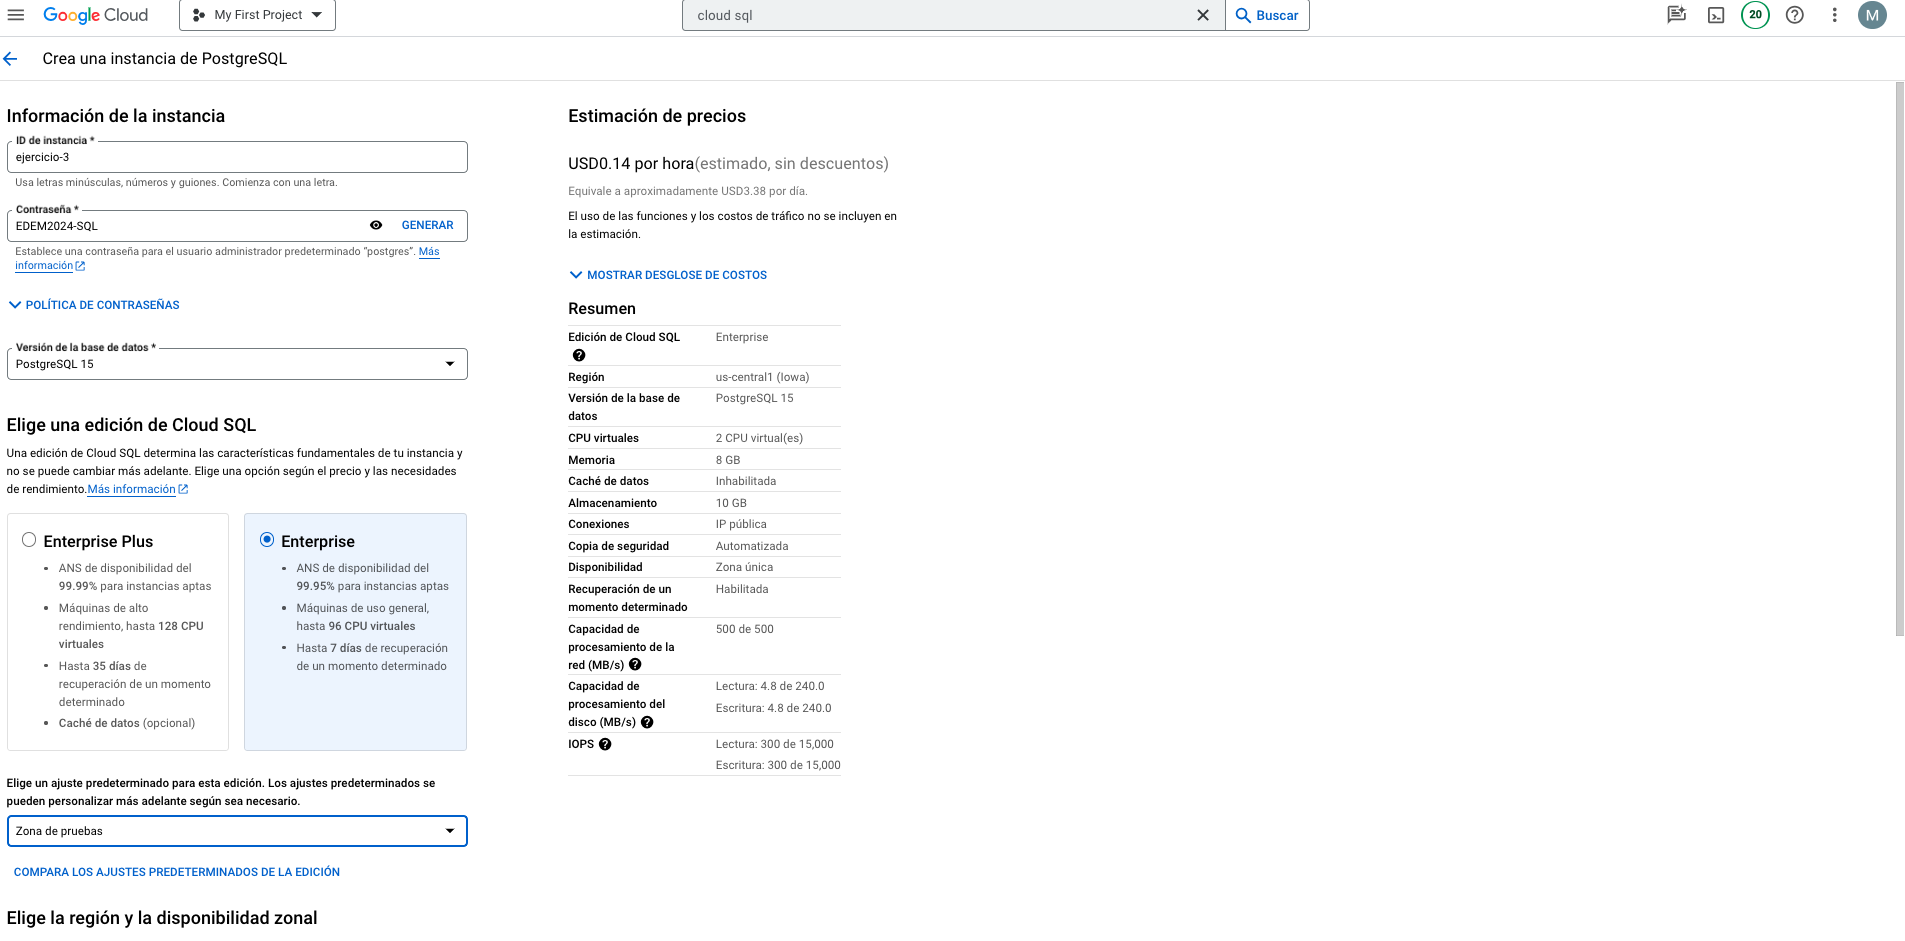 Google Cloud
My First Project
cloud sql
Buscar
20
M
Crea una instancia de PostgreSQL
Información de la instancia
ID de instancia *
ejercicio-3
Usa letras minúsculas, números y guiones. Comienza con una letra.
Contraseña *
EDEM2024-SQL
GENERAR
Establece una contraseña para el usuario administrador predeterminado “postgres”. Más
información
POLÍTICA DE CONTRASEÑAS
Versión de la base de datos *
PostgreSQL 15
Elige una edición de Cloud SQL
Una edición de Cloud SQL determina las características fundamentales de tu instancia y
no se puede cambiar más adelante. Elige una opción según el precio y las necesidades
de rendimiento.Más información
Enterprise Plus
• ANS de disponibilidad del
99.99% para instancias aptas
• Máquinas de alto
rendimiento, hasta 128 CPU
virtuales
• Hasta 35 días de
recuperación de un momento
determinado
• Caché de datos (opcional)
Enterprise
• ANS de disponibilidad del
99.95% para instancias aptas
• Máquinas de uso general,
hasta 96 CPU virtuales
• Hasta 7 días de recuperación
de un momento determinado
Elige un ajuste predeterminado para esta edición. Los ajustes predeterminados se
pueden personalizar más adelante según sea necesario.
Zona de pruebas
COMPARA LOS AJUSTES PREDETERMINADOS DE LA EDICIÓN
Elige la región y la disponibilidad zonal
Estimación de precios
USD0.14 por hora(estimado, sin descuentos)
Equivale a aproximadamente USD3.38 por día.
El uso de las funciones y los costos de tráfico no se incluyen en
la estimación.
MOSTRAR DESGLOSE DE COSTOS
Resumen
Edición de Cloud SQL Enterprise
Región us-central1 (Iowa)
Versión de la base de PostgreSQL 15
datos
CPU virtuales 2 CPU virtual(es)
Memoria 8 GB
Caché de datos Inhabilitada
Almacenamiento 10 GB
Conexiones IP pública
Copia de seguridad Automatizada
Disponibilidad Zona única
Recuperación de un Habilitada
momento determinado
Capacidad de 500 de 500
procesamiento de la
red (MB/s)
Capacidad de Lectura: 4.8 de 240.0
procesamiento del Escritura: 4.8 de 240.0
disco (MB/s)
IOPS Lectura: 300 de 15,000
Escritura: 300 de 15,000